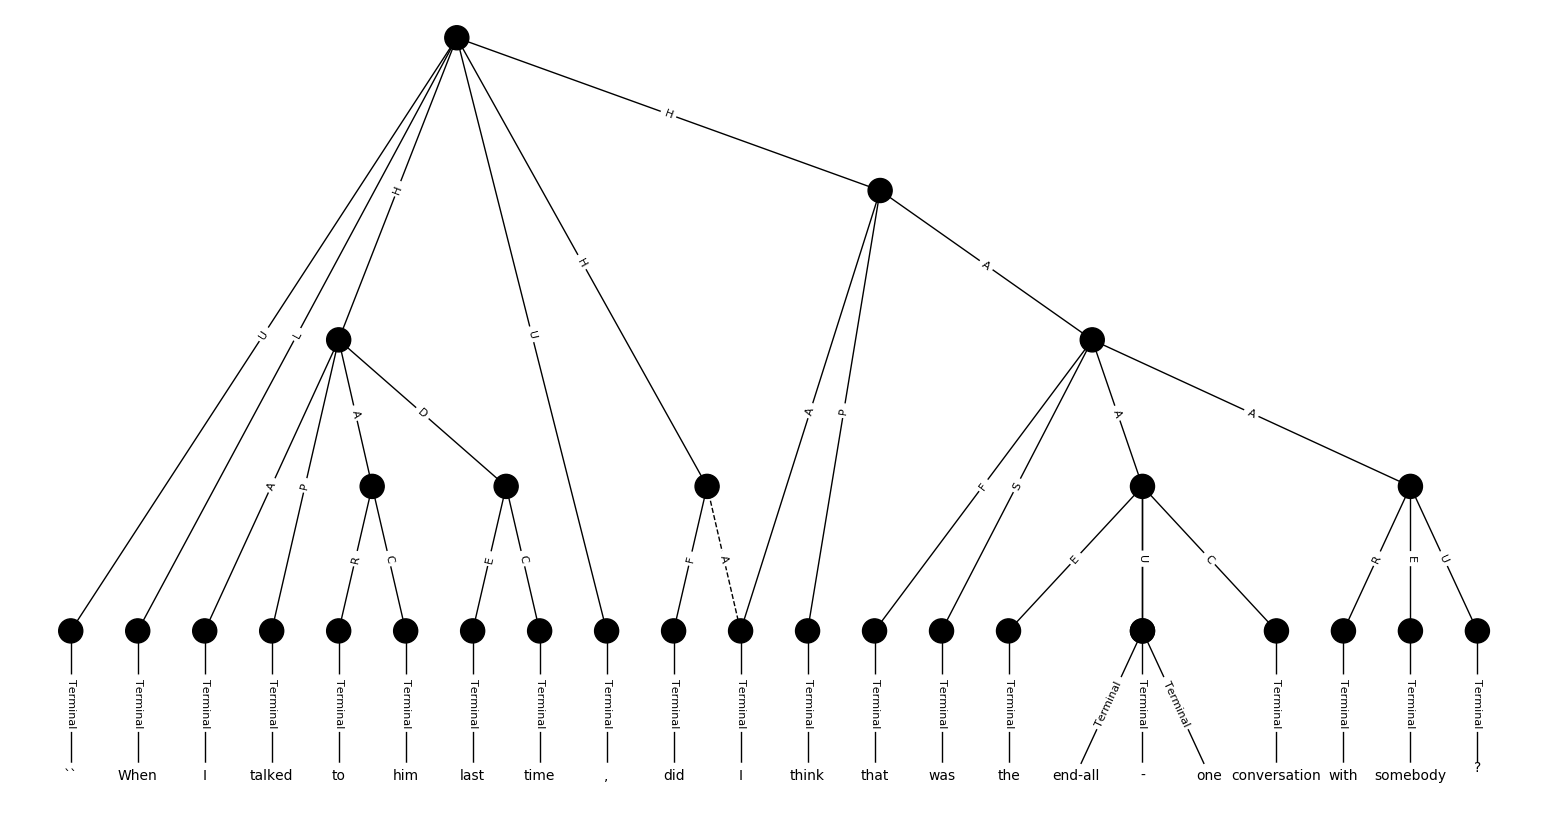 H
H
H
U
L
U
A
D
A
A
A
P
A
P
A
A
F
S
R
C
E
C
F
A
E
U
C
R
E
U
Terminal Terminal Terminal Terminal Terminal Terminal Terminal Terminal Terminal Terminal Terminal Terminal Terminal Terminal Terminal Terminal Terminal Terminal Terminal Terminal Terminal Terminal
`` When I talked to him last time , did I think that was the end-all - one conversation with somebody ?